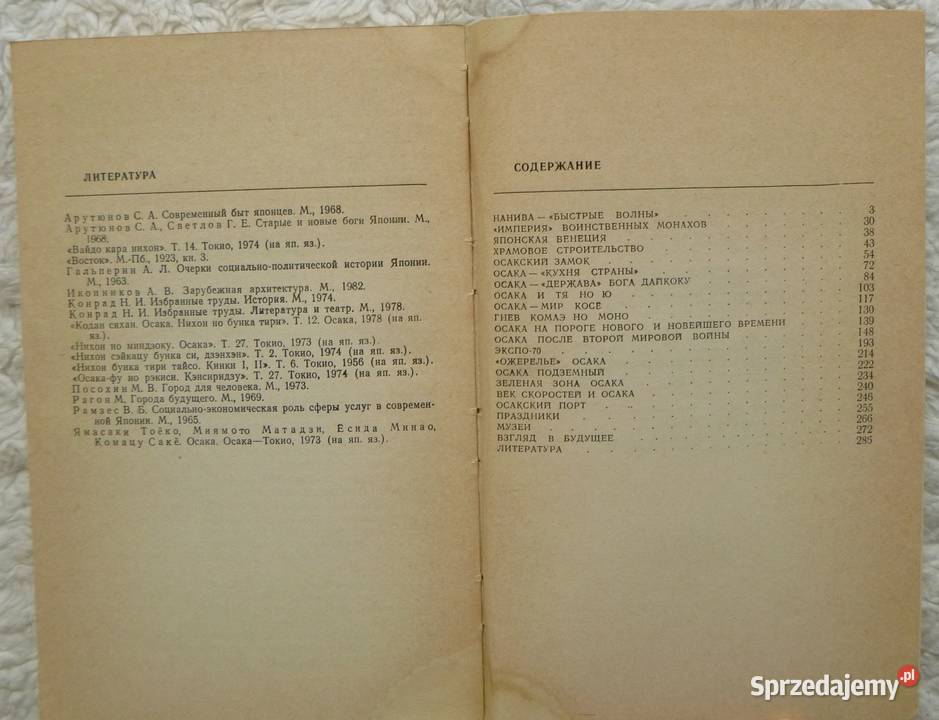 ЛИТЕРАТУРА
Арутюнов С. А. Современный быт японцев. М., 1968.
Арутюнов С. А., Светлов Г. Е. Старые и новые боги Японии. М.,
1968.
«Вайдо кара нихон». Т. 14. Токио, 1974 (на яп. яз.).
«Восток». М.-Пб., 1923, кн. 3.
Гальперин А. Л. Очерки социально-политической истории Японии.
М., 1963.
Иконников А. В. Зарубежная архитектура. М., 1982.
Конрад Н. И. Избранные труды. История. М., 1974.
Конрад Н. И. Избранные труды. Литература и театр. М., 1978.
«Кодан сяхан. Осака. Нихон но бунка тири». Т. 12. Осака, 1978 (на яп.
яз.).
«Нихон но миндзоку. Осака». Т. 27. Токио, 1973 (на яп. яз.).
«Нихон сэйкацу бунка си, дзэнхэн». Т. 2. Токио, 1974 (на яп. яз.).
«Нихон бунка тири тайсо. Кинки I, II». Т. 6. Токио, 1956 (на яп. яз.).
«Осака-фу но рэкиси. Кэнсиридзу». Т. 27. Токио, 1974 (на яп. яз.).
Посохин М. В. Город для человека. М., 1973.
Рагон М. Города будущего. М., 1969.
Рамзес В. Б. Социально-экономическая роль сферы услуг в современ-
ной Японии. М., 1965.
Ямасаки Тоёко, Миямото Матадзи, Ёсида Минао,
Комацу Сакё. Осака. Осака—Токио, 1973 (на яп. яз.).
СОДЕРЖАНИЕ
НАНИВА — «БЫСТРЫЕ ВОЛНЫ» 3
«ИМПЕРИЯ» ВОИНСТВЕННЫХ МОНАХОВ 30
ЯПОНСКАЯ ВЕНЕЦИЯ 38
ХРАМОВОЕ СТРОИТЕЛЬСТВО 43
ОСАКСКИЙ ЗАМОК 54
ОСАКА — «КУХНЯ СТРАНЫ» 72
ОСАКА — «ДЕРЖАВА» БОГА ДАЙКОКУ 84
ОСАКА И ТЯ НО Ю 103
ОСАКА — МИР КОСЁ 117
ГНЕВ КОМАЭ НО МОНО 130
ОСАКА НА ПОРОГЕ НОВОГО И НОВЕЙШЕГО ВРЕМЕНИ 139
ОСАКА ПОСЛЕ ВТОРОЙ МИРОВОЙ ВОЙНЫ 148
ЭКСПО-70 193
«ОЖЕРЕЛЬЕ» ОСАКА 214
ОСАКА ПОДЗЕМНЫЙ 222
ЗЕЛЕНАЯ ЗОНА ОСАКА 234
ВЕК СКОРОСТЕЙ И ОСАКА 240
ОСАКСКИЙ ПОРТ 246
ПРАЗДНИКИ 255
МУЗЕИ 266
ВЗГЛЯД В БУДУЩЕЕ 272
ЛИТЕРАТУРА 285
Sprzedajemy.pl